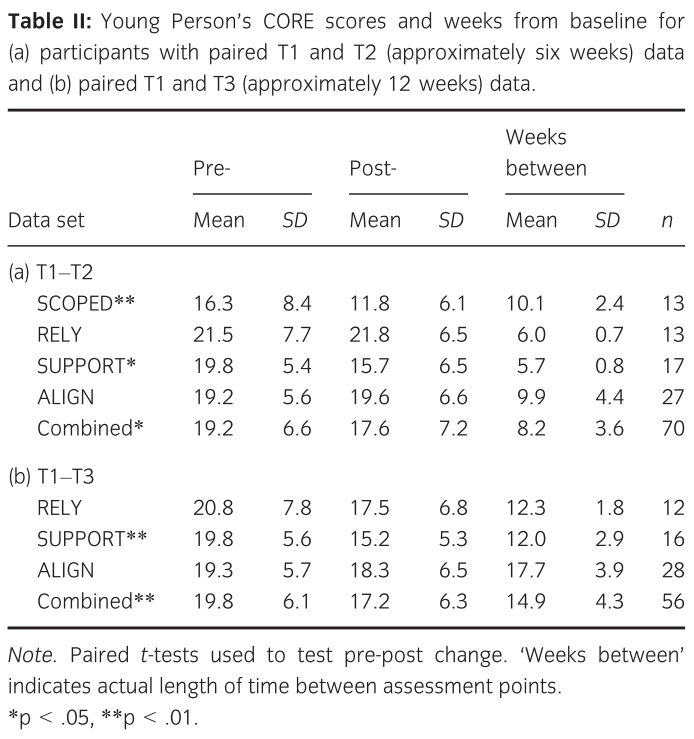 Table II: Young Person's CORE scores and weeks from baseline for
(a) participants with paired T1 and T2 (approximately six weeks) data
and (b) paired T1 and T3 (approximately 12 weeks) data.
Weeks
Pre- Post- between
Data set Mean SD Mean SD Mean SD n
(a) T1–T2
SCOPED** 16.3 8.4 11.8 6.1 10.1 2.4 13
RELY 21.5 7.7 21.8 6.5 6.0 0.7 13
SUPPORT* 19.8 5.4 15.7 6.5 5.7 0.8 17
ALIGN 19.2 5.6 19.6 6.6 9.9 4.4 27
Combined* 19.2 6.6 17.6 7.2 8.2 3.6 70
(b) T1–T3
RELY 20.8 7.8 17.5 6.8 12.3 1.8 12
SUPPORT** 19.8 5.6 15.2 5.3 12.0 2.9 16
ALIGN 19.3 5.7 18.3 6.5 17.7 3.9 28
Combined** 19.8 6.1 17.2 6.3 14.9 4.3 56
Note. Paired t-tests used to test pre-post change. 'Weeks between'
indicates actual length of time between assessment points.
*p < .05, **p < .01.